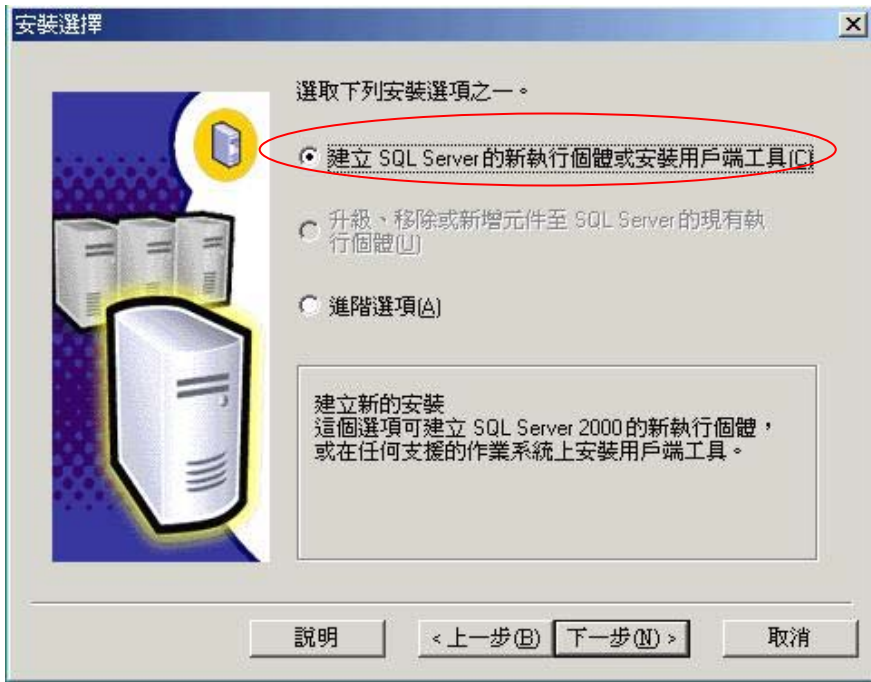 安裝選擇
選取下列安裝選項之一。
建立 SQL Server 的新執行個體或安裝用戶端工具(C)
升級、移除或新增元件至 SQL Server 的現有執
行個體(U)
進階選項(A)
建立新的安裝
這個選項可建立 SQL Server 2000 的新執行個體，
或在任何支援的作業系統上安裝用戶端工具。
說明 < 上一步(B) 下一步(N) > 取消